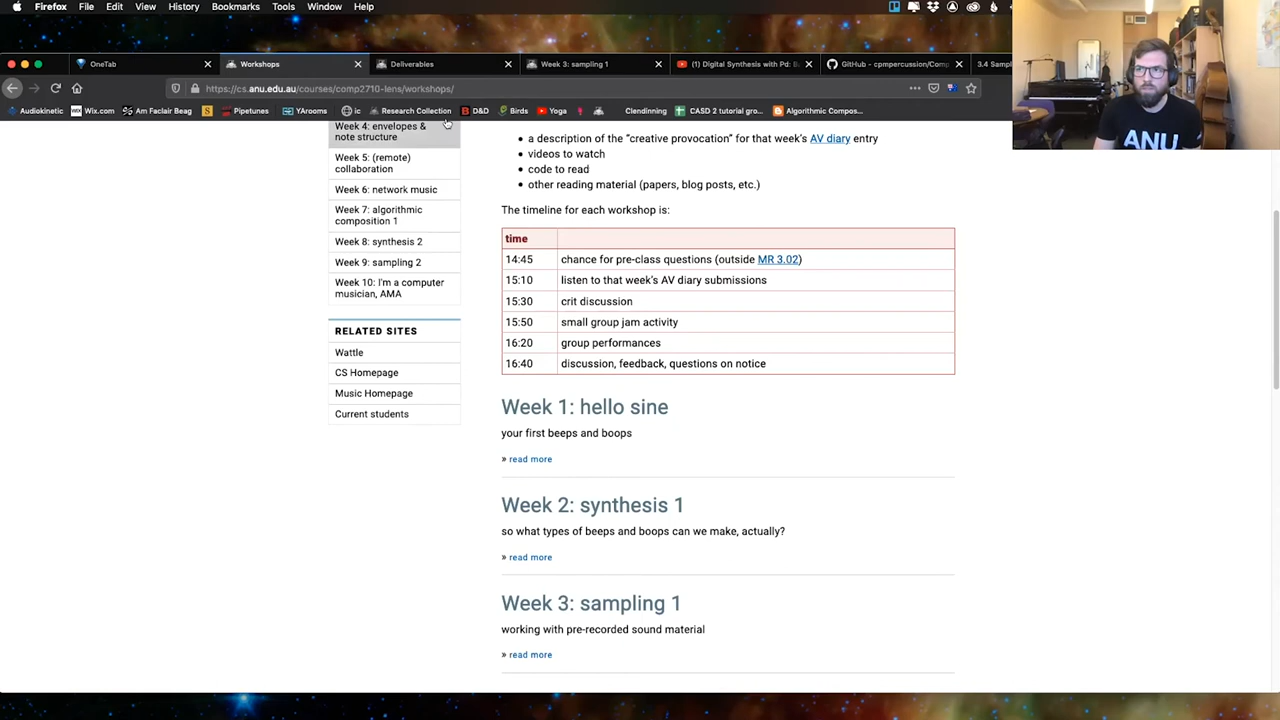 Firefox File Edit View History Bookmarks Tools Window Help
OneTab
Workshops
Deliverables
Week 3: sampling 1
(1) Digital Synthesis with Pd: B
GitHub - cpmpercussion/Comp
3.4 Sampl
https://cs.anu.edu.au/courses/comp2710-lens/workshops/
Audiokinetic
Wix.com
Am Faclair Beag
Pipetunes
YArooms
ic
Research Collection
D&D
Birds
Yoga
Clendinning
CASD 2 tutorial gro...
Algorithmic Compos...
ANU
Week 4: envelopes &
note structure
Week 5: (remote)
collaboration
Week 6: network music
Week 7: algorithmic
composition 1
Week 8: synthesis 2
Week 9: sampling 2
Week 10: I'm a computer
musician, AMA
RELATED SITES
Wattle
CS Homepage
Music Homepage
Current students
• a description of the “creative provocation” for that week’s AV diary entry
• videos to watch
• code to read
• other reading material (papers, blog posts, etc.)
The timeline for each workshop is:
time
14:45 chance for pre-class questions (outside MR 3.02)
15:10 listen to that week’s AV diary submissions
15:30 crit discussion
15:50 small group jam activity
16:20 group performances
16:40 discussion, feedback, questions on notice
Week 1: hello sine
your first beeps and boops
» read more
Week 2: synthesis 1
so what types of beeps and boops can we make, actually?
» read more
Week 3: sampling 1
working with pre-recorded sound material
» read more